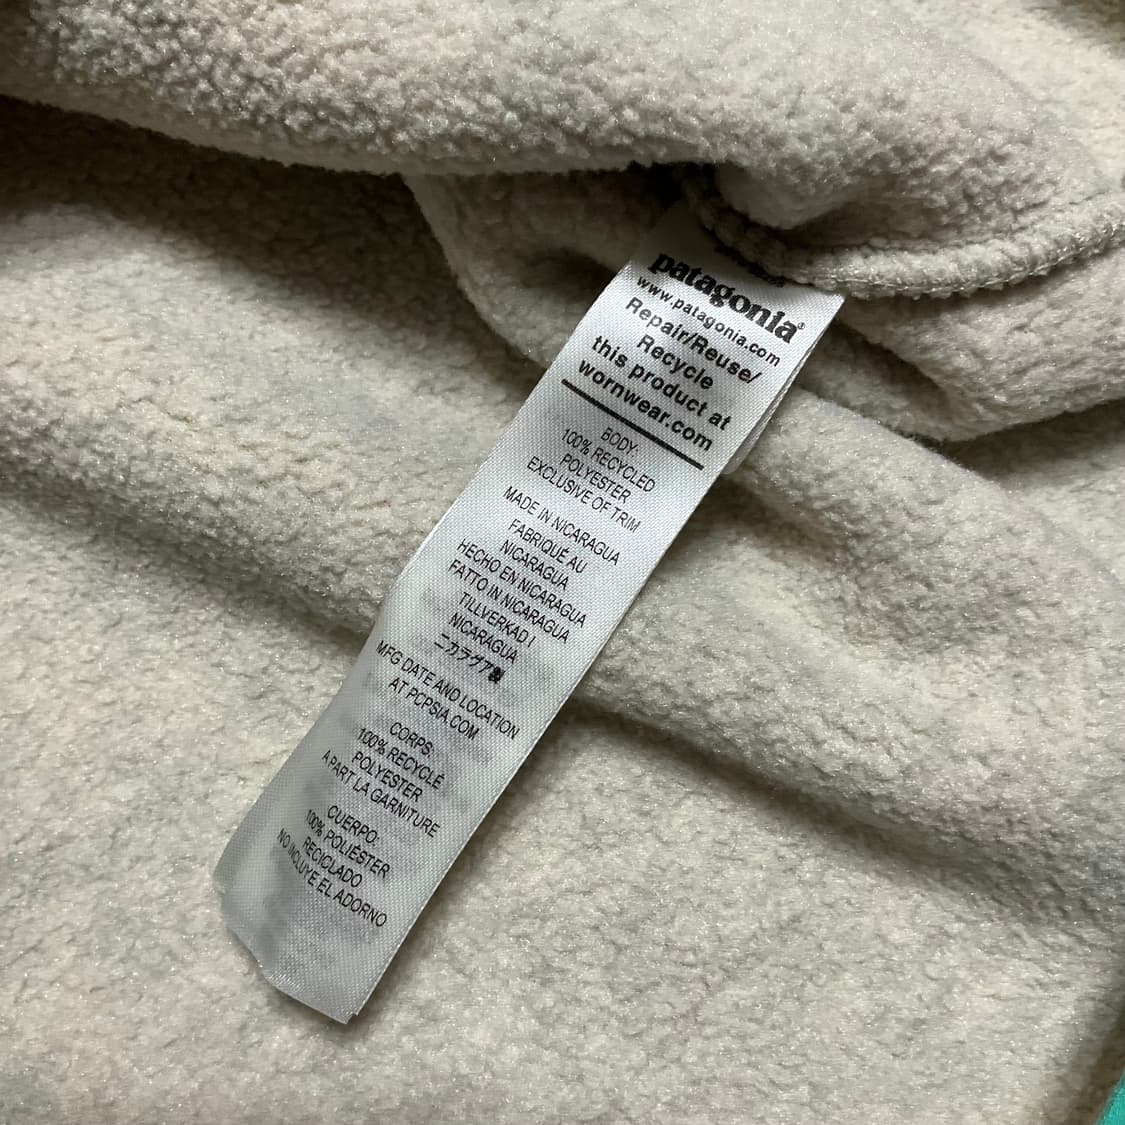 patagonia®
www.patagonia.com
Repair/Reuse/
Recycle
this product at
wornwear.com
BODY:
100% RECYCLED
POLYESTER
EXCLUSIVE OF TRIM
MADE IN NICARAGUA
FABRIQUÉ AU
NICARAGUA
HECHO EN NICARAGUA
FATTO IN NICARAGUA
TILLVERKAD I
NICARAGUA
ニカラグア製
MFG DATE AND LOCATION
AT PCPSIA.COM
CORPS:
100% RECYCLÉ
POLYESTER
A PART LA GARNITURE
CUERPO:
100% POLIÉSTER
RECICLADO
NO INCLUYE EL ADORNO